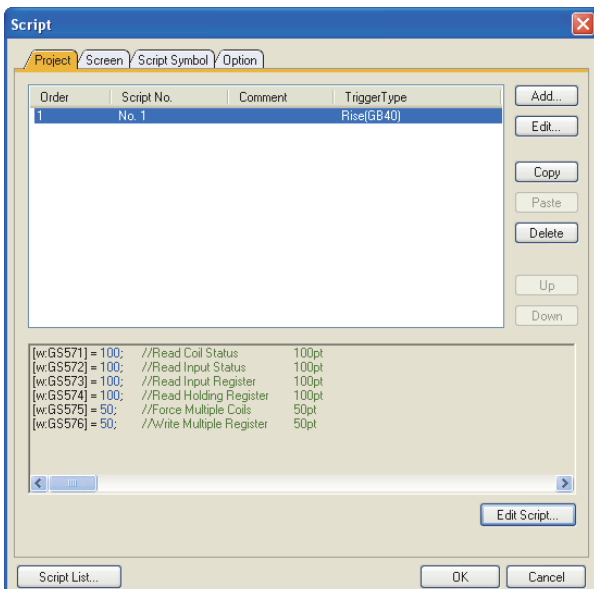 Script
Project Screen Script Symbol Option
Order Script No. Comment TriggerType
1 No. 1 Rise(GB40)
Add...
Edit...
Copy
Paste
Delete
Up
Down
[w:GS571] = 100; //Read Coil Status 100pt
[w:GS572] = 100; //Read Input Status 100pt
[w:GS573] = 100; //Read Input Register 100pt
[w:GS574] = 100; //Read Holding Register 100pt
[w:GS575] = 50; //Force Multiple Coils 50pt
[w:GS576] = 50; //Write Multiple Register 50pt
Edit Script...
Script List... OK Cancel